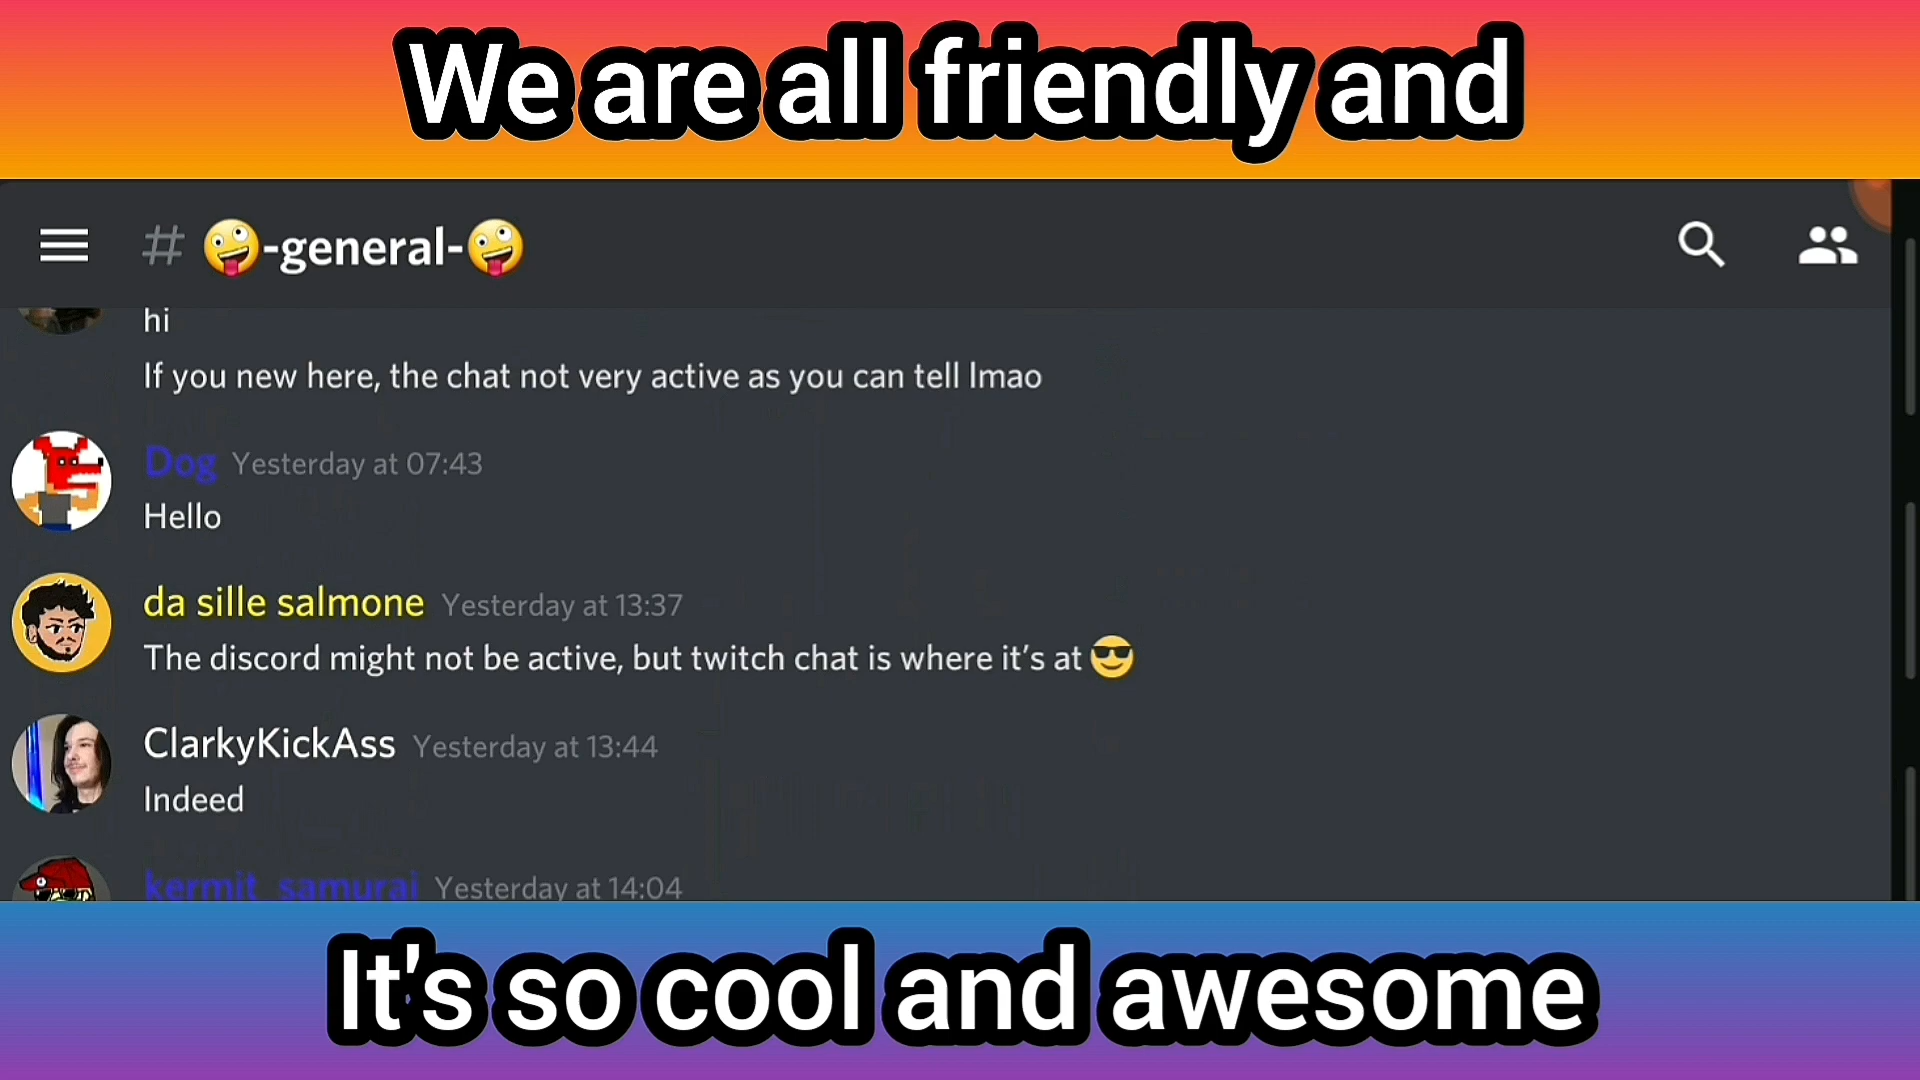 We are all friendly and
# 🤪-general-🤪
hi
If you new here, the chat not very active as you can tell lmao
Dog Yesterday at 07:43
Hello
da sille salmone Yesterday at 13:37
The discord might not be active, but twitch chat is where it's at 😎
ClarkyKickAss Yesterday at 13:44
Indeed
kermit_samurai Yesterday at 14:04
It's so cool and awesome